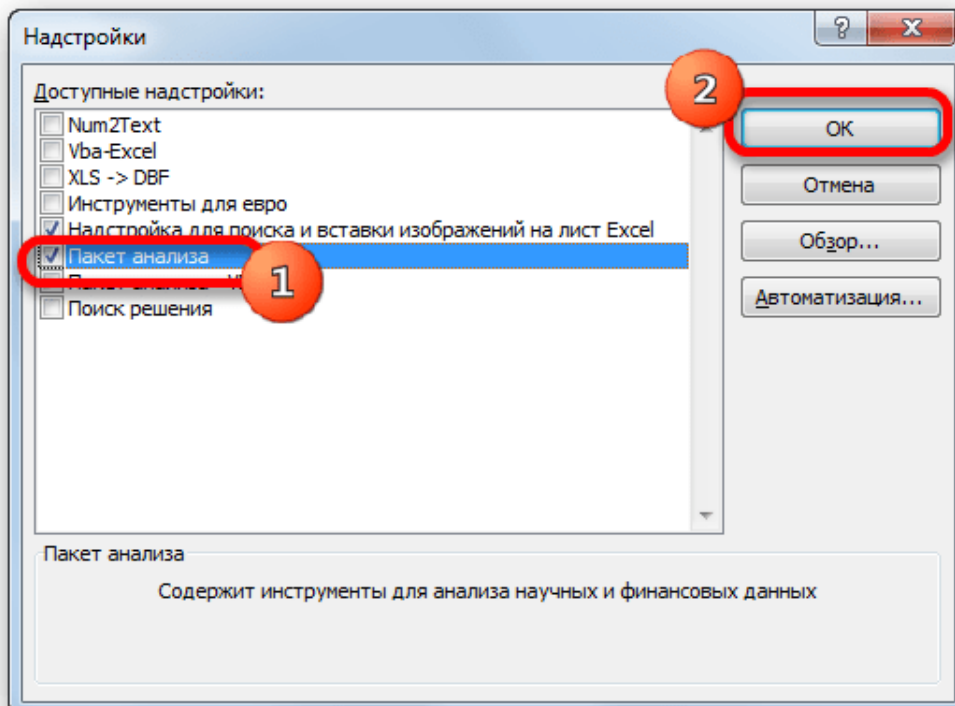 Надстройки
Доступные надстройки:
2
Num2Text
Vba-Excel
XLS -> DBF
Инструменты для евро
Надстройка для поиска и вставки изображений на лист Excel
Пакет анализа
1
Поиск решения
ОК
Отмена
Обзор...
Автоматизация...
Пакет анализа
Содержит инструменты для анализа научных и финансовых данных